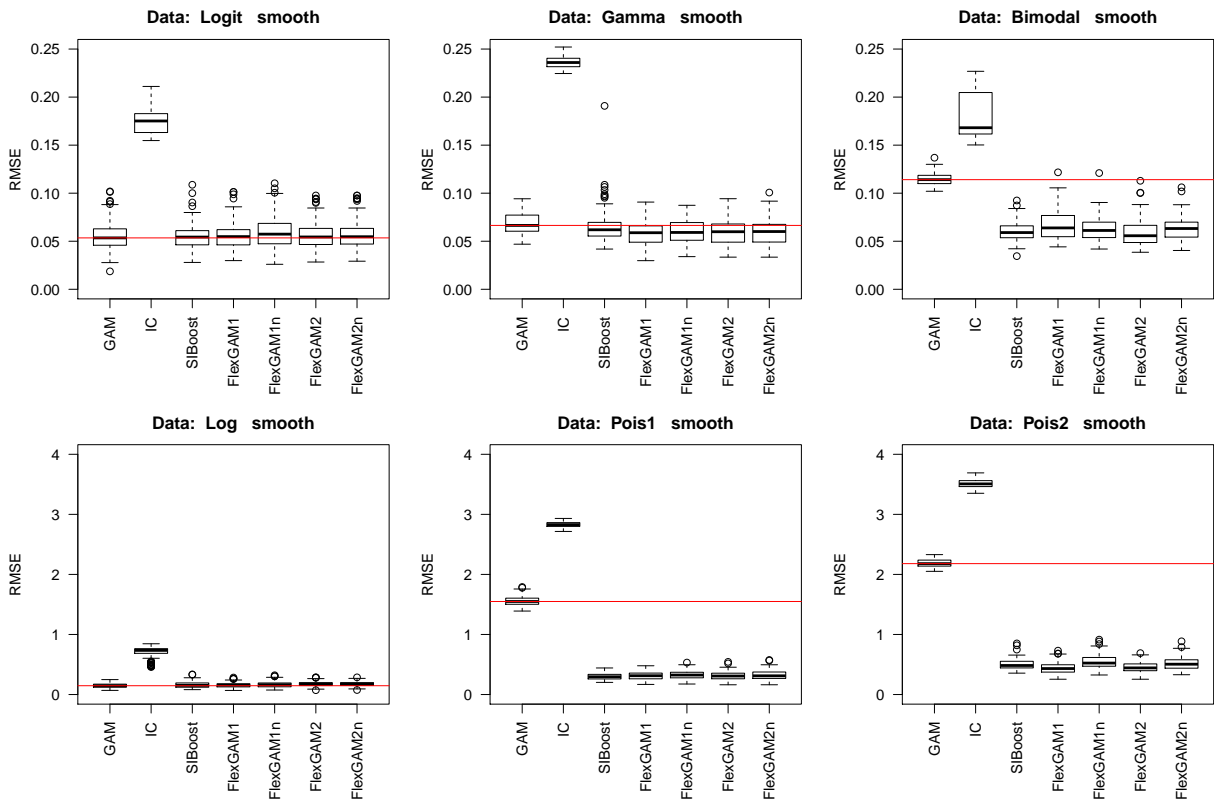 Data: Logit smooth
RMSE
0.25
0.20
0.15
0.10
0.05
0.00
GAM
IC
SIBoost
FlexGAM1
FlexGAM1n
FlexGAM2
FlexGAM2n
Data: Gamma smooth
RMSE
0.25
0.20
0.15
0.10
0.05
0.00
GAM
IC
SIBoost
FlexGAM1
FlexGAM1n
FlexGAM2
FlexGAM2n
Data: Bimodal smooth
RMSE
0.25
0.20
0.15
0.10
0.05
0.00
GAM
IC
SIBoost
FlexGAM1
FlexGAM1n
FlexGAM2
FlexGAM2n
Data: Log smooth
RMSE
4
3
2
1
0
GAM
IC
SIBoost
FlexGAM1
FlexGAM1n
FlexGAM2
FlexGAM2n
Data: Pois1 smooth
RMSE
4
3
2
1
0
GAM
IC
SIBoost
FlexGAM1
FlexGAM1n
FlexGAM2
FlexGAM2n
Data: Pois2 smooth
RMSE
4
3
2
1
0
GAM
IC
SIBoost
FlexGAM1
FlexGAM1n
FlexGAM2
FlexGAM2n